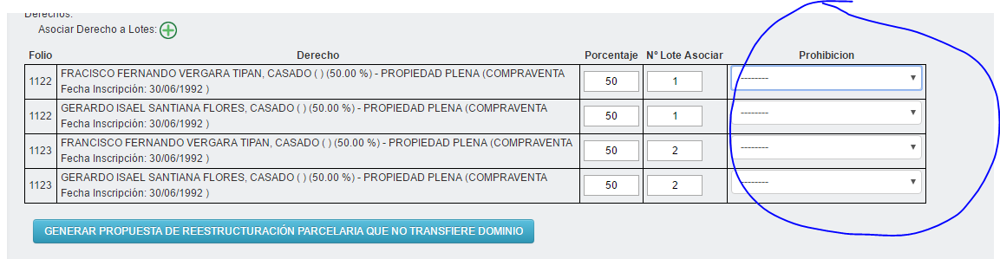 Derechos:
Asociar Derecho a Lotes:
Folio Derecho Porcentaje Nº Lote Asociar Prohibicion
1122 FRACISCO FERNANDO VERGARA TIPAN, CASADO ( ) (50.00 %) - PROPIEDAD PLENA (COMPRAVENTA 50 1 --------
Fecha Inscripción: 30/06/1992 )
1122 GERARDO ISAEL SANTIANA FLORES, CASADO ( ) (50.00 %) - PROPIEDAD PLENA (COMPRAVENTA 50 1 --------
Fecha Inscripción: 30/06/1992 )
1123 FRANCISCO FERNANDO VERGARA TIPAN, CASADO ( ) (50.00 %) - PROPIEDAD PLENA (COMPRAVENTA 50 2 --------
Fecha Inscripción: 30/06/1992 )
1123 GERARDO ISAEL SANTIANA FLORES, CASADO ( ) (50.00 %) - PROPIEDAD PLENA (COMPRAVENTA 50 2 --------
Fecha Inscripción: 30/06/1992 )
GENERAR PROPUESTA DE REESTRUCTURACIÓN PARCELARIA QUE NO TRANSFIERE DOMINIO